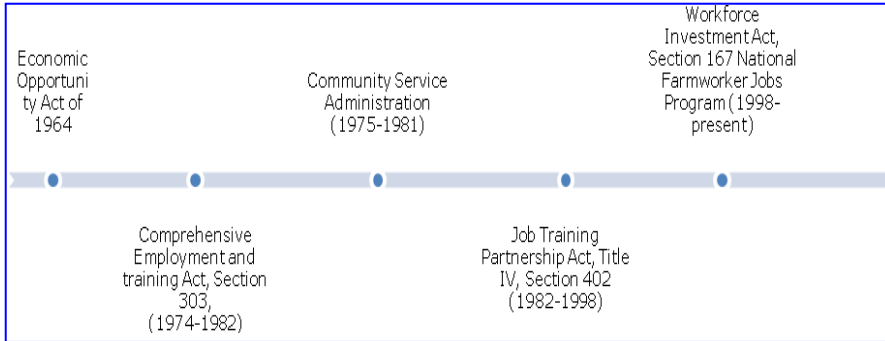 Economic
Opportuni
ty Act of
1964
Comprehensive
Employment and
training Act, Section
303,
(1974-1982)
Community Service
Administration
(1975-1981)
Job Training
Partnership Act, Title
IV, Section 402
(1982-1998)
Workforce
Investment Act,
Section 167 National
Farmworker Jobs
Program (1998-
present)